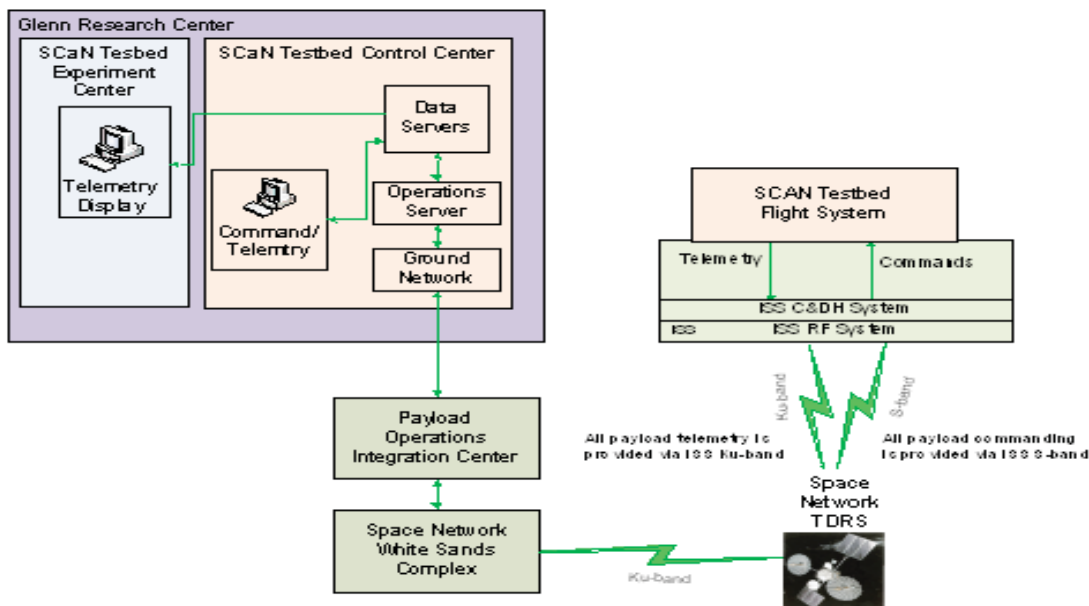 Glenn Research Center
SCaN Tesbed
Experiment
Center
Telemetry
Display
SCaN Testbed Control Center
Data
Servers
Operations
Server
Command/
Telemtry
Ground
Network
Payload
Operations
Integration Center
Space Network
White Sands
Complex
SCAN Testbed
Flight System
Telemetry
Commands
ISS C&DH System
ISS
ISS RF System
Ku-band
S-band
All payload telemetry is
provided via ISS Ku-band
All payload commanding
is provided via ISS S-band
Space
Network
TDRS
Ku-band